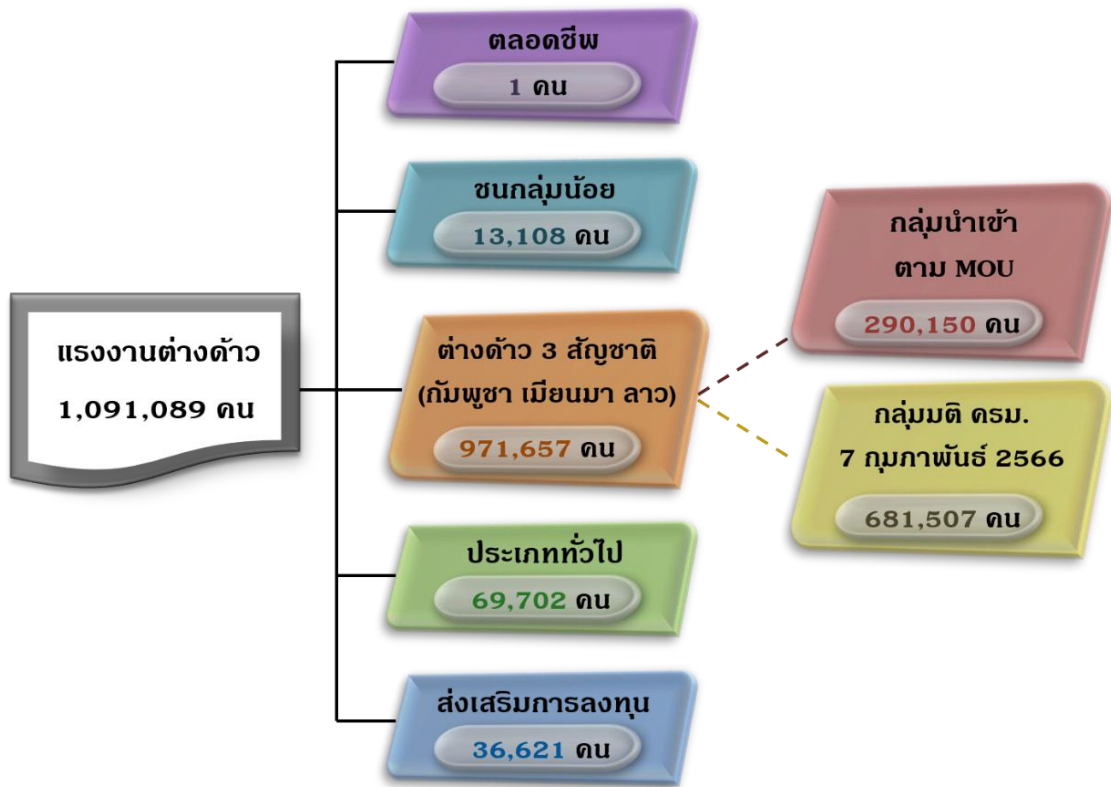 แรงงานต่างด้าว
1,091,089 คน
ตลอดชีพ
1 คน
ชนกลุ่มน้อย
13,108 คน
ต่างด้าว 3 สัญชาติ
(กัมพูชา เมียนมา ลาว)
971,657 คน
กลุ่มนำเข้า
ตาม MOU
290,150 คน
กลุ่มมติ ครม.
7 กุมภาพันธ์ 2566
681,507 คน
ประเภททั่วไป
69,702 คน
ส่งเสริมการลงทุน
36,621 คน